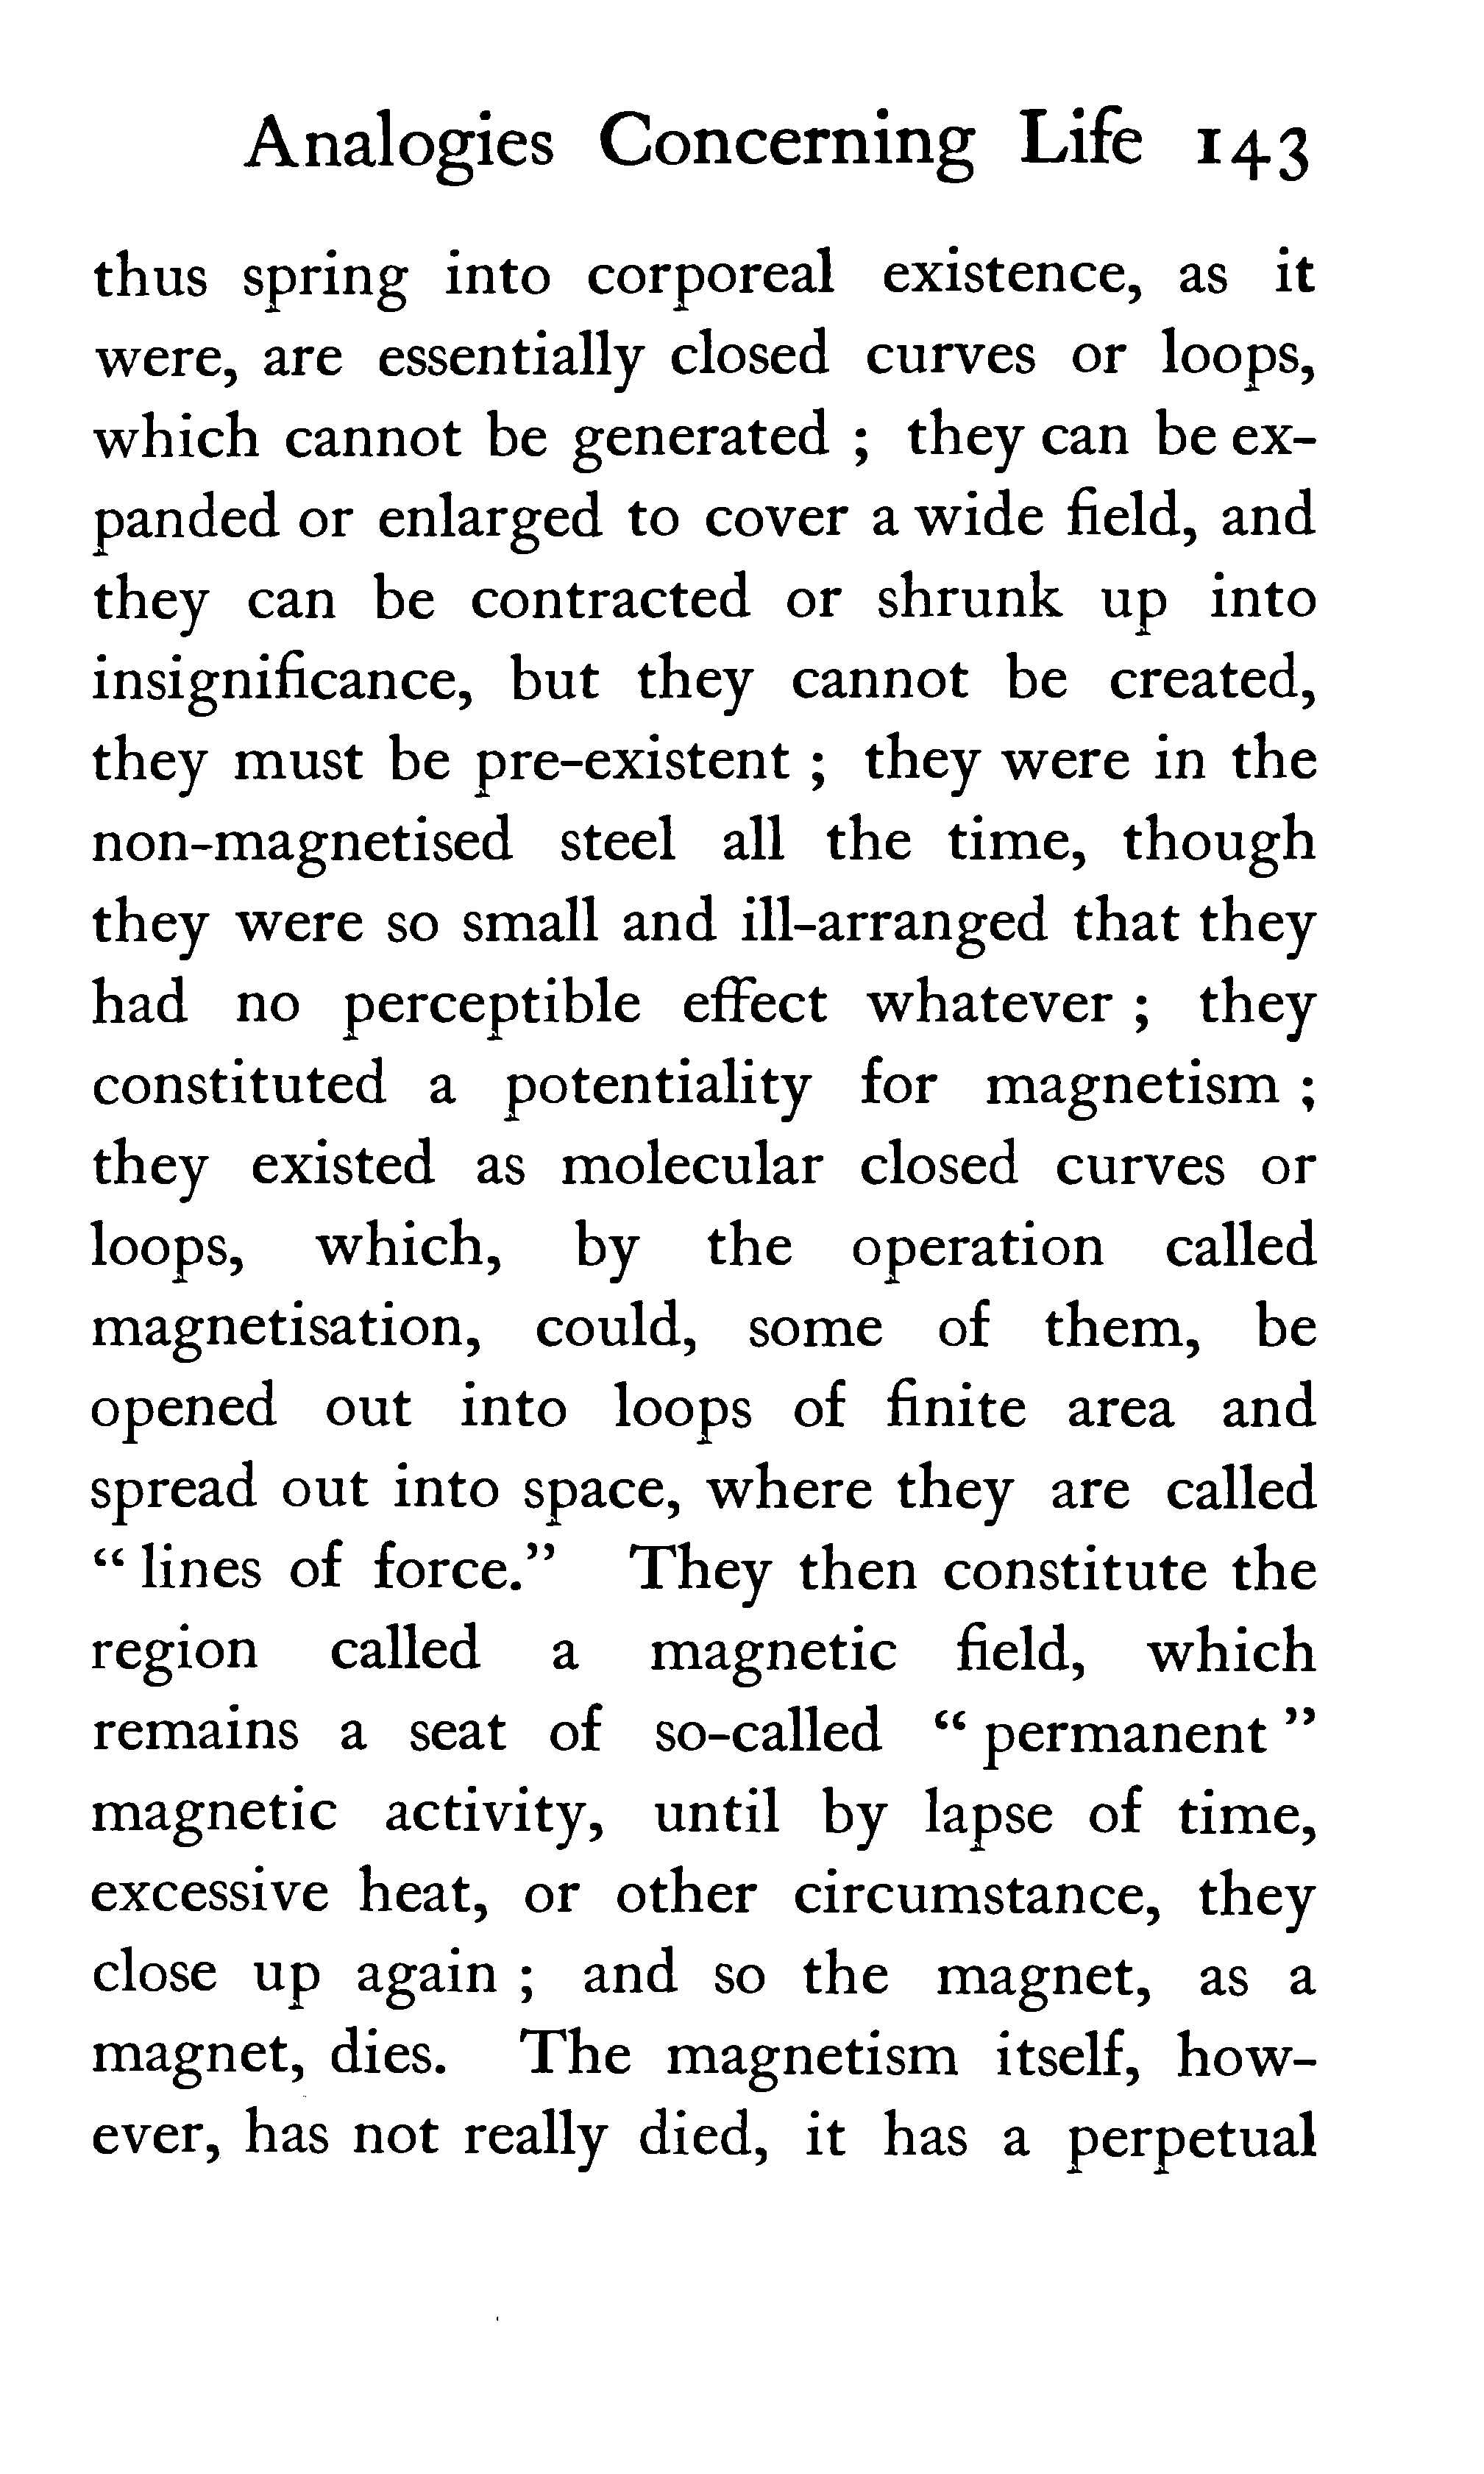 Analogies Concerning Life 143
thus spring into corporeal existence, as it
were, are essentially closed curves or loops,
which cannot be generated ; they can be ex-
panded or enlarged to cover a wide field, and
they can be contracted or shrunk up into
insignificance, but they cannot be created,
they must be pre-existent ; they were in the
non-magnetised steel all the time, though
they were so small and ill-arranged that they
had no perceptible effect whatever ; they
constituted a potentiality for magnetism ;
they existed as molecular closed curves or
loops, which, by the operation called
magnetisation, could, some of them, be
opened out into loops of finite area and
spread out into space, where they are called
“ lines of force.” They then constitute the
region called a magnetic field, which
remains a seat of so-called “ permanent ”
magnetic activity, until by lapse of time,
excessive heat, or other circumstance, they
close up again ; and so the magnet, as a
magnet, dies. The magnetism itself, how-
ever, has not really died, it has a perpetual